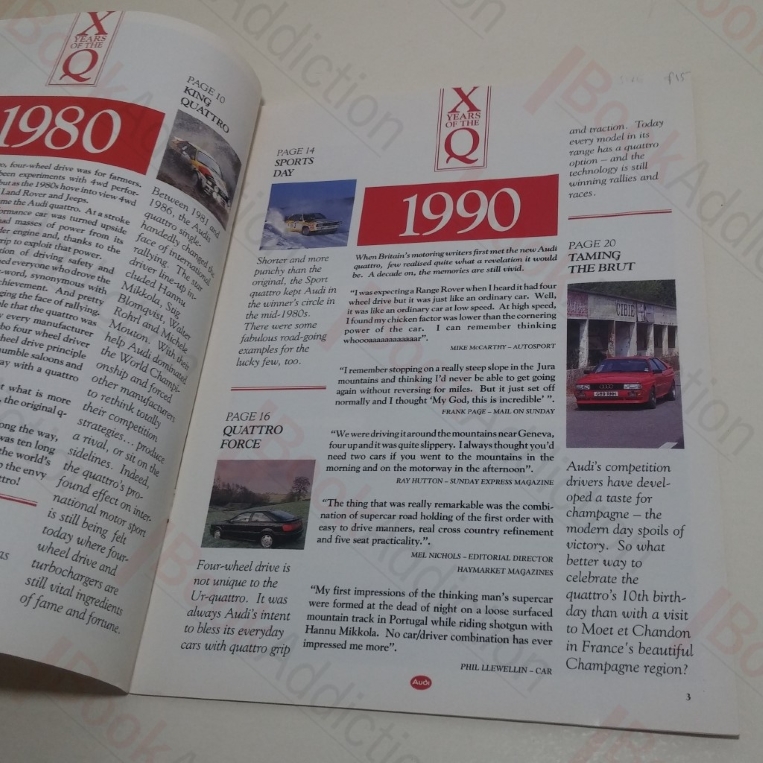 X
YEARS
OF THE
Q
1980
four-wheel drive was for farmers.
been experiments with 4wd perfor-
but as the 1980s hove into view 4wd
Land Rover and Jeeps.
me the Audi quattro. At a stroke
ormance car was turned upside
ad masses of power from its
der engine and, thanks to the
rip to exploit that power.
tion of driving safety and
ed everyone who drove the
-word, synonymous with
chievement. And pretty
ging the face of rallying.
le that the quattro was
every manufacturer
bo four wheel driver
wheel drive principle
umble saloons and
ay with a quattro
t what is more
, the original q-
ong the way,
was ten long
the world's
the envy
ttro!
as
PAGE 10
KING
QUATTRO
Between 1981 and
1986, the Audi
quattro single-
handedly changed the
face of international
rallying. The star
driver line-up in-
cluded Hannu
Mikkola, Stig
Blomqvist, Walter
Rohrl and Michele
Mouton. With their
help Audi dominated
the World Champi-
onship and forced
other manufacturers
to rethink totally
their competition
strategies... produce
a rival, or sit on the
sidelines. Indeed,
the quattro's pro-
found effect on inter-
national motor sport
is still being felt
today where four-
wheel drive and
turbochargers are
still vital ingredients
of fame and fortune.
PAGE 14
SPORTS
DAY
Shorter and more
punchy than the
original, the Sport
quattro kept Audi in
the winner's circle in
the mid-1980s.
There were some
fabulous road-going
examples for the
lucky few, too.
PAGE 16
QUATTRO
FORCE
Four-wheel drive is
not unique to the
Ur-quattro. It was
always Audi's intent
to bless its everyday
cars with quattro grip
X
YEARS
OF THE
Q
1990
When Britain's motoring writers first met the new Audi
quattro, few realised quite what a revelation it would
be. A decade on, the memories are still vivid.
"I was expecting a Range Rover when I heard it had four
wheel drive but it was just like an ordinary car. Well,
it was like an ordinary car at low speed. At high speed,
I found my chicken factor was lower than the cornering
power of the car. I can remember thinking
MIKE McCARTHY – AUTOSPORT
"I remember stopping on a really steep slope in the Jura
mountains and thinking I'd never be able to get going
again without reversing for miles. But it just set off
normally and I thought 'My God, this is incredible' ".
FRANK PAGE – MAIL ON SUNDAY
"We were driving it around the mountains near Geneva,
four up and it was quite slippery. I always thought you'd
need two cars if you went to the mountains in the
morning and on the motorway in the afternoon".
RAY HUTTON – SUNDAY EXPRESS MAGAZINE
"The thing that was really remarkable was the combi-
nation of supercar road holding of the first order with
easy to drive manners, real cross country refinement
and five seat practicality.".
MEL NICHOLS – EDITORIAL DIRECTOR
HAYMARKET MAGAZINES
"My first impressions of the thinking man's supercar
were formed at the dead of night on a loose surfaced
mountain track in Portugal while riding shotgun with
Hannu Mikkola. No car/driver combination has ever
impressed me more".
PHIL LLEWELLIN – CAR
Audi
and traction. Today
every model in its
range has a quattro
option – and the
technology is still
winning rallies and
races.
PAGE 20
TAMING
THE BRUT
CIBIE
Audi's competition
drivers have devel-
oped a taste for
champagne – the
modern day spoils of
victory. So what
better way to
celebrate the
quattro's 10th birth-
day than with a visit
to Moet et Chandon
in France's beautiful
Champagne region?
3
£15
BookAddiction